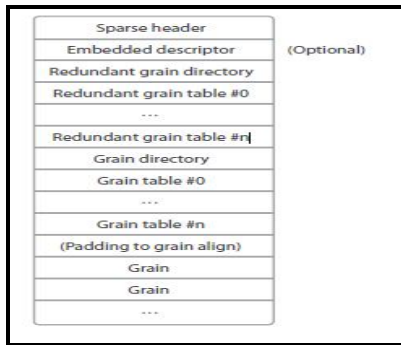 Sparse header
Embedded descriptor (Optional)
Redundant grain directory
Redundant grain table #0
...
Redundant grain table #n
Grain directory
Grain table #0
...
Grain table #n
(Padding to grain align)
Grain
Grain
...